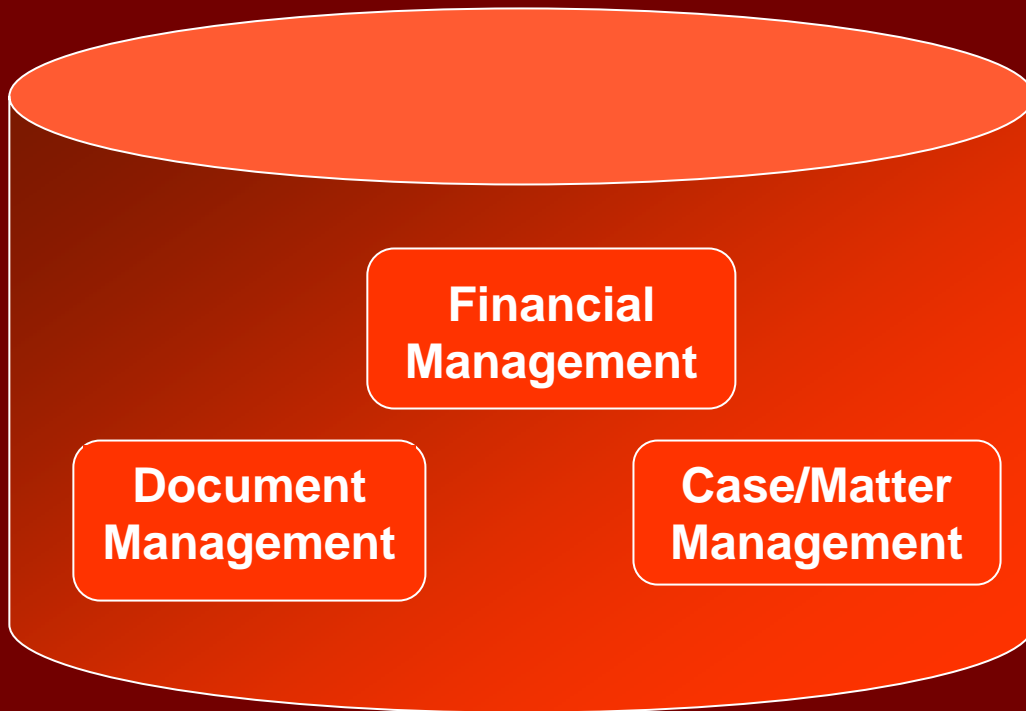 Financial
Management
Document
Management
Case/Matter
Management